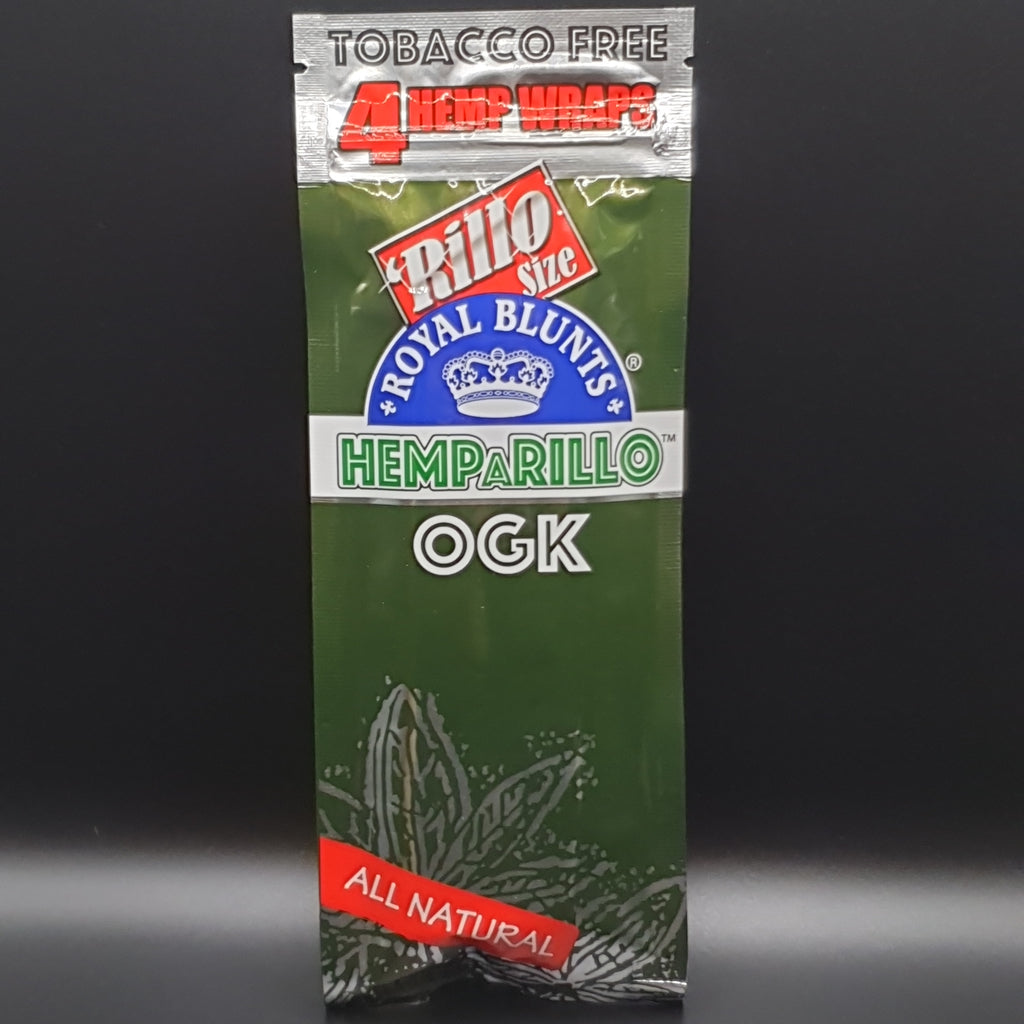 TOBACCO FREE
4 HEMP WRAPS
'Rillo
Size
ROYAL BLUNTS®
HEMPARILLO™
OGK
ALL NATURAL